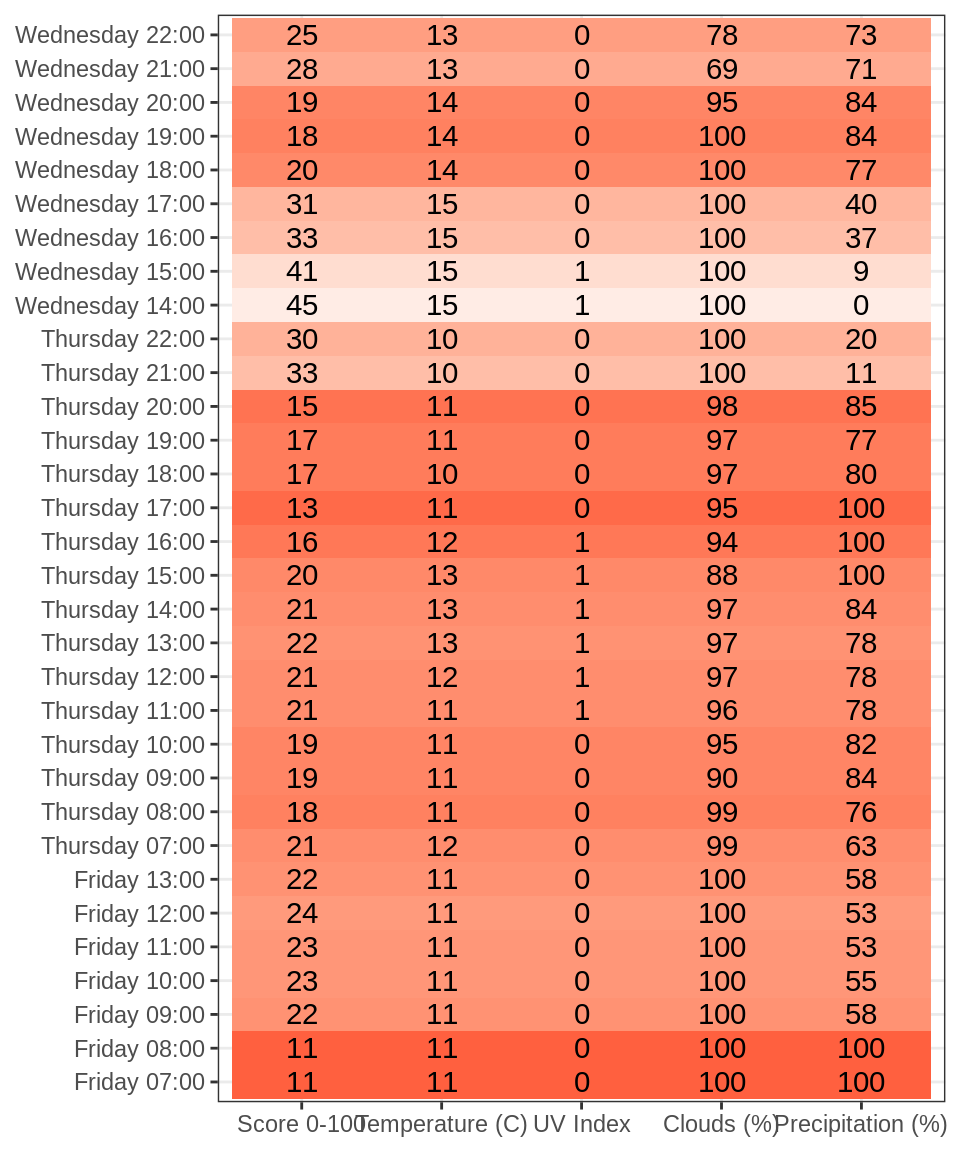 Wednesday 22:00 25 13 0 78 73
Wednesday 21:00 28 13 0 69 71
Wednesday 20:00 19 14 0 95 84
Wednesday 19:00 18 14 0 100 84
Wednesday 18:00 20 14 0 100 77
Wednesday 17:00 31 15 0 100 40
Wednesday 16:00 33 15 0 100 37
Wednesday 15:00 41 15 1 100 9
Wednesday 14:00 45 15 1 100 0
Thursday 22:00 30 10 0 100 20
Thursday 21:00 33 10 0 100 11
Thursday 20:00 15 11 0 98 85
Thursday 19:00 17 11 0 97 77
Thursday 18:00 17 10 0 97 80
Thursday 17:00 13 11 0 95 100
Thursday 16:00 16 12 1 94 100
Thursday 15:00 20 13 1 88 100
Thursday 14:00 21 13 1 97 84
Thursday 13:00 22 13 1 97 78
Thursday 12:00 21 12 1 97 78
Thursday 11:00 21 11 1 96 78
Thursday 10:00 19 11 0 95 82
Thursday 09:00 19 11 0 90 84
Thursday 08:00 18 11 0 99 76
Thursday 07:00 21 12 0 99 63
Friday 13:00 22 11 0 100 58
Friday 12:00 24 11 0 100 53
Friday 11:00 23 11 0 100 53
Friday 10:00 23 11 0 100 55
Friday 09:00 22 11 0 100 58
Friday 08:00 11 11 0 100 100
Friday 07:00 11 11 0 100 100
Score 0-100 Temperature (C) UV Index Clouds (%) Precipitation (%)